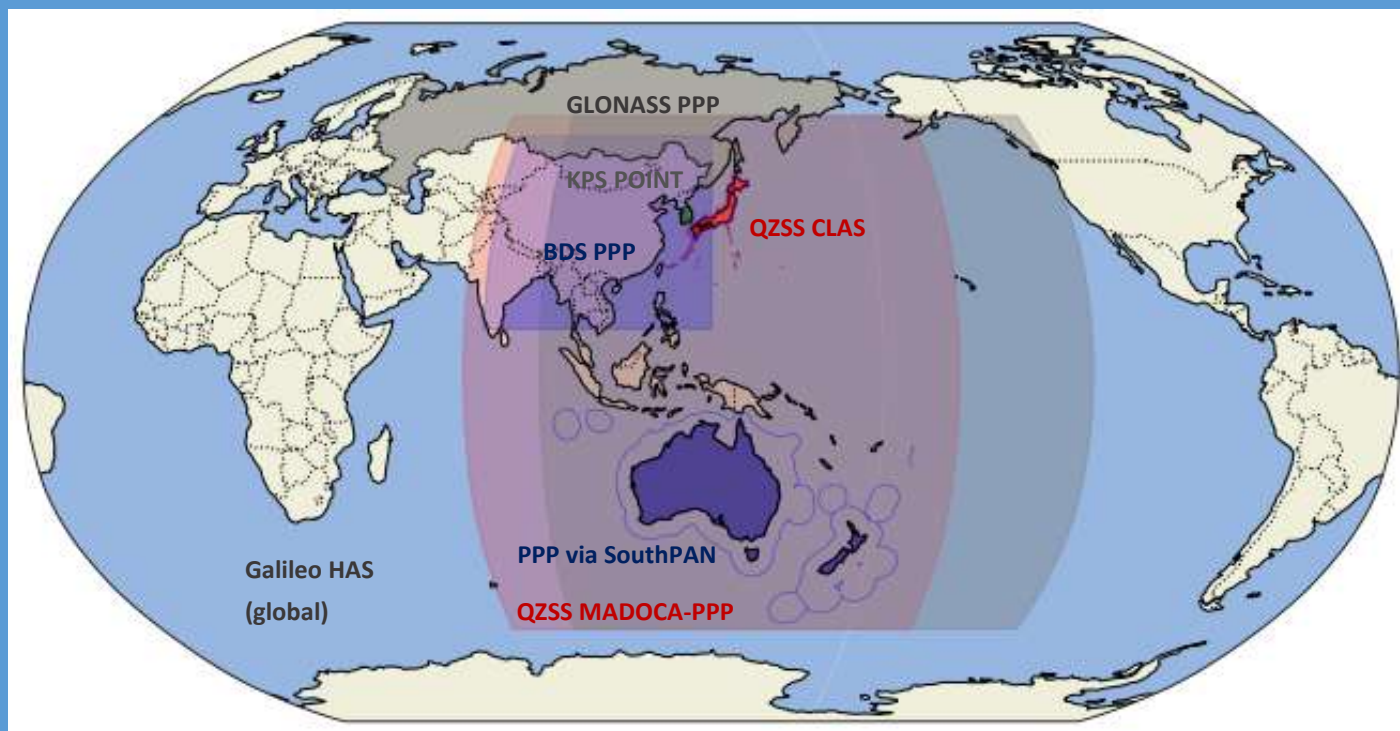 GLONASS PPP
KPS POINT
QZSS CLAS
BDS PPP
PPP via SouthPAN
Galileo HAS
(global)
QZSS MADOCA-PPP